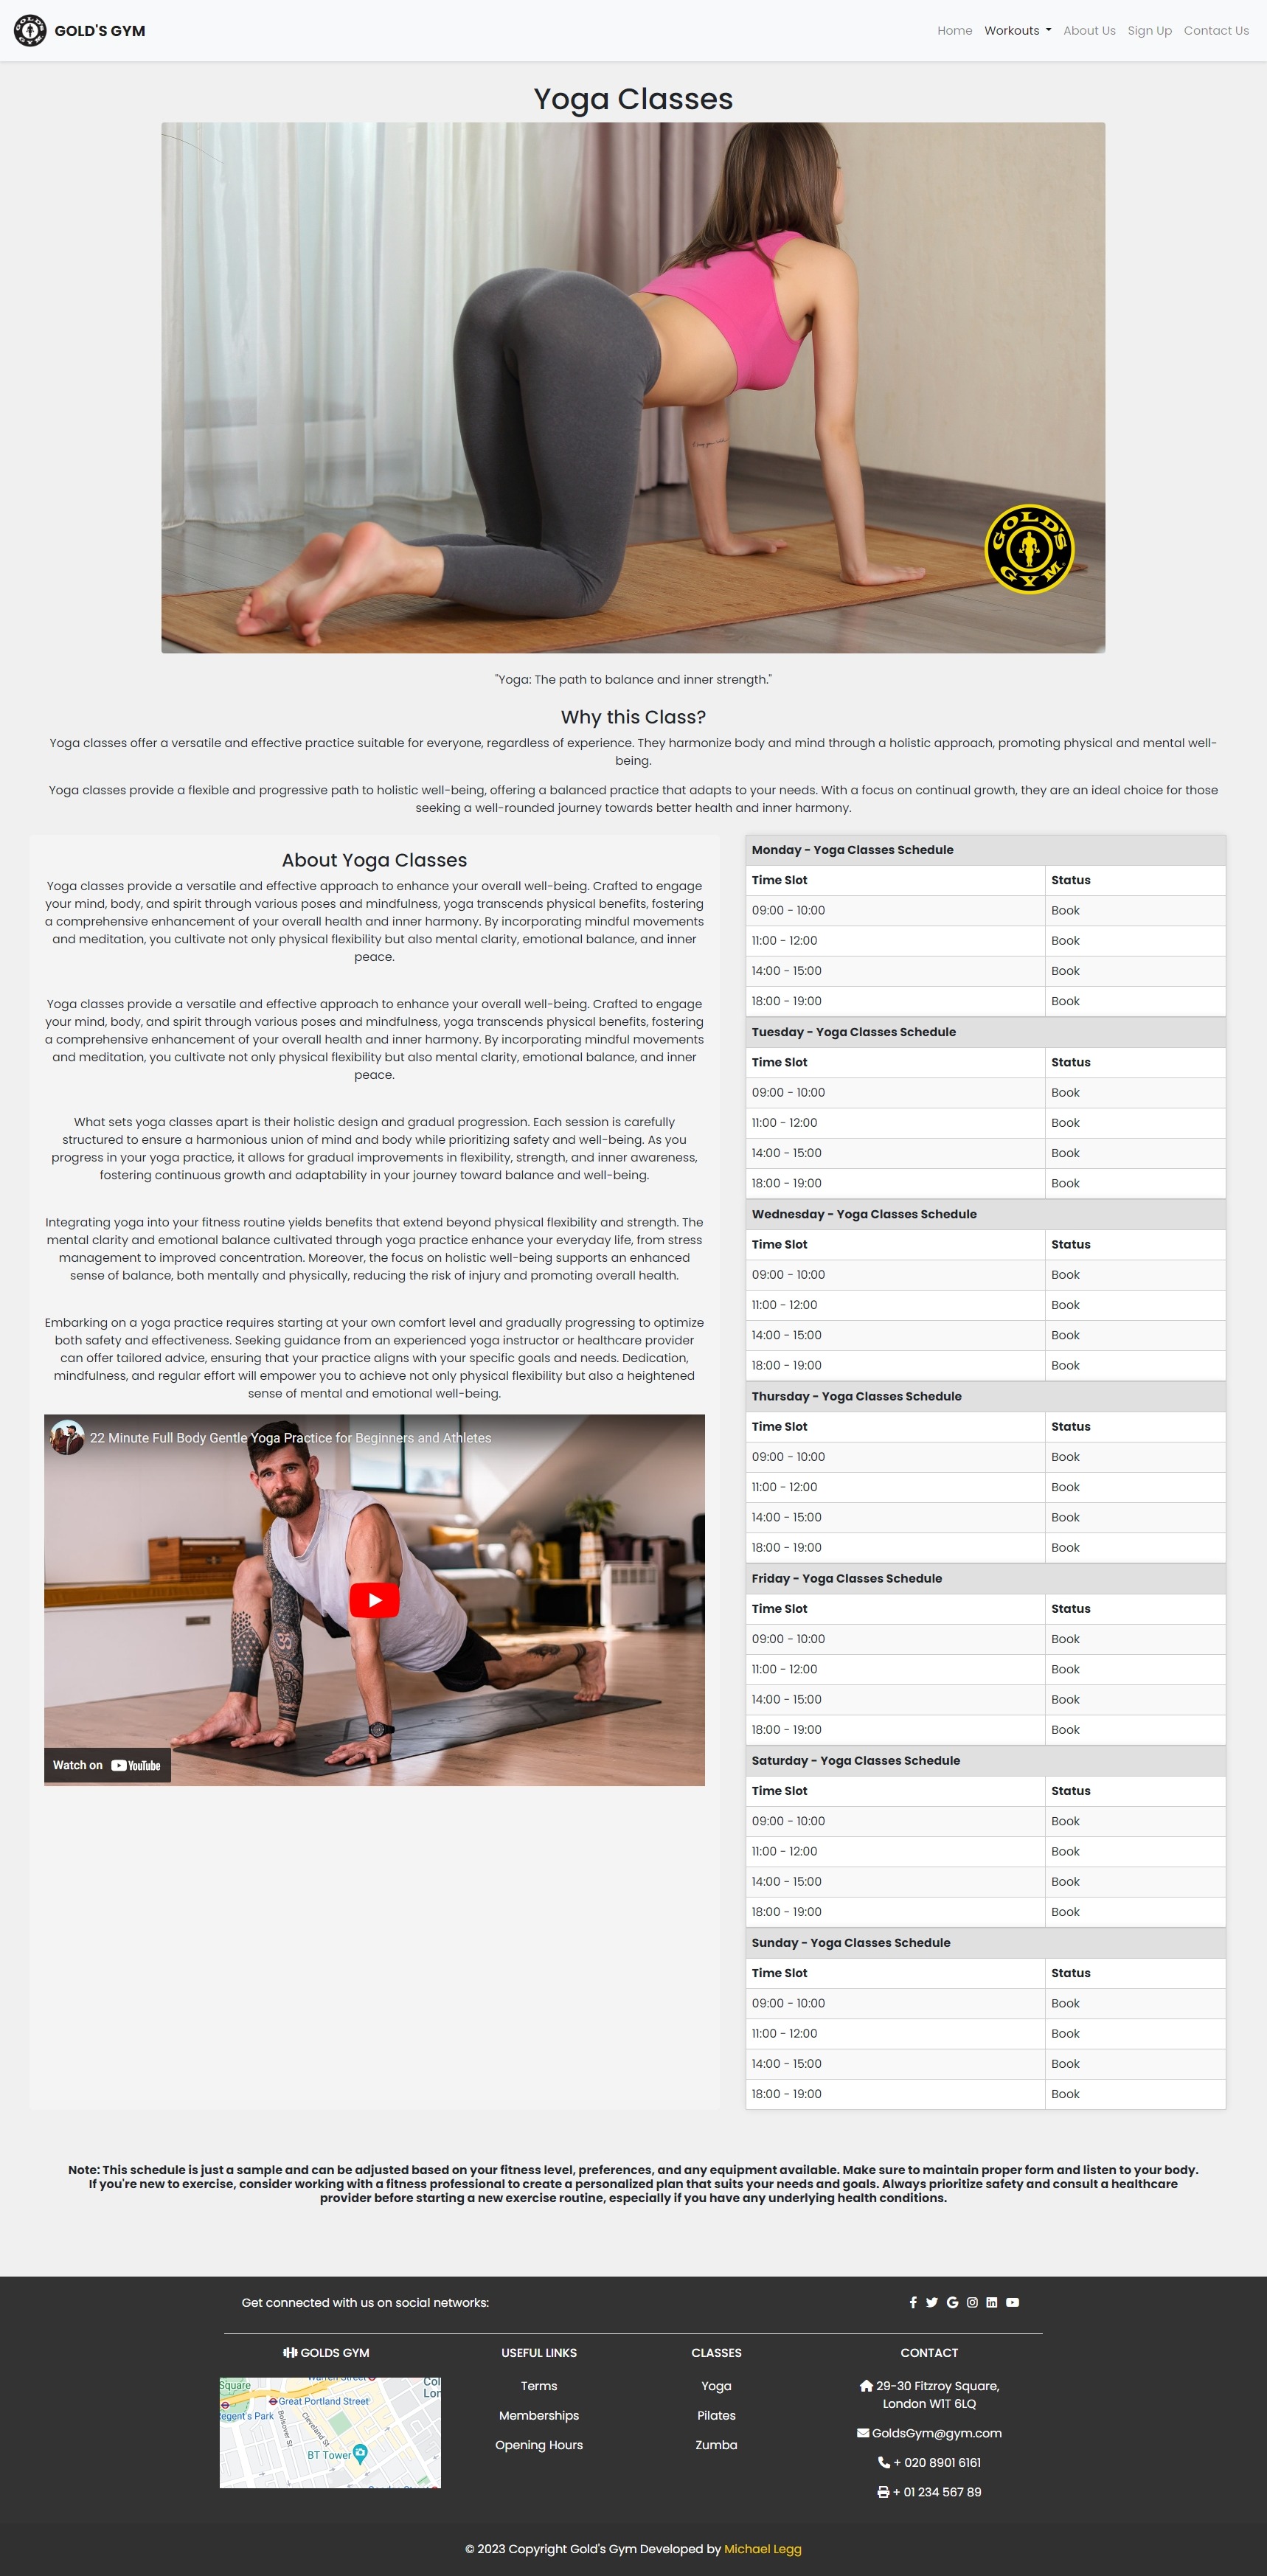 GOLD'S GYM
GOLD'S GYM
Home Workouts About Us Sign Up Contact Us
Yoga Classes
GOLD'S GYM
"Yoga: The path to balance and inner strength."
Why this Class?
Yoga classes offer a versatile and effective practice suitable for everyone, regardless of experience. They harmonize body and mind through a holistic approach, promoting physical and mental well-
being.
Yoga classes provide a flexible and progressive path to holistic well-being, offering a balanced practice that adapts to your needs. With a focus on continual growth, they are an ideal choice for those
seeking a well-rounded journey towards better health and inner harmony.
About Yoga Classes
Yoga classes provide a versatile and effective approach to enhance your overall well-being. Crafted to engage
your mind, body, and spirit through various poses and mindfulness, yoga transcends physical benefits, fostering
a comprehensive enhancement of your overall health and inner harmony. By incorporating mindful movements
and meditation, you cultivate not only physical flexibility but also mental clarity, emotional balance, and inner
peace.
Yoga classes provide a versatile and effective approach to enhance your overall well-being. Crafted to engage
your mind, body, and spirit through various poses and mindfulness, yoga transcends physical benefits, fostering
a comprehensive enhancement of your overall health and inner harmony. By incorporating mindful movements
and meditation, you cultivate not only physical flexibility but also mental clarity, emotional balance, and inner
peace.
What sets yoga classes apart is their holistic design and gradual progression. Each session is carefully
structured to ensure a harmonious union of mind and body while prioritizing safety and well-being. As you
progress in your yoga practice, it allows for gradual improvements in flexibility, strength, and inner awareness,
fostering continuous growth and adaptability in your journey toward balance and well-being.
Integrating yoga into your fitness routine yields benefits that extend beyond physical flexibility and strength. The
mental clarity and emotional balance cultivated through yoga practice enhance your everyday life, from stress
management to improved concentration. Moreover, the focus on holistic well-being supports an enhanced
sense of balance, both mentally and physically, reducing the risk of injury and promoting overall health.
Embarking on a yoga practice requires starting at your own comfort level and gradually progressing to optimize
both safety and effectiveness. Seeking guidance from an experienced yoga instructor or healthcare provider
can offer tailored advice, ensuring that your practice aligns with your specific goals and needs. Dedication,
mindfulness, and regular effort will empower you to achieve not only physical flexibility but also a heightened
sense of mental and emotional well-being.
22 Minute Full Body Gentle Yoga Practice for Beginners and Athletes
Watch on YouTube
Monday - Yoga Classes Schedule
Time Slot Status
09:00 - 10:00 Book
11:00 - 12:00 Book
14:00 - 15:00 Book
18:00 - 19:00 Book
Tuesday - Yoga Classes Schedule
Time Slot Status
09:00 - 10:00 Book
11:00 - 12:00 Book
14:00 - 15:00 Book
18:00 - 19:00 Book
Wednesday - Yoga Classes Schedule
Time Slot Status
09:00 - 10:00 Book
11:00 - 12:00 Book
14:00 - 15:00 Book
18:00 - 19:00 Book
Thursday - Yoga Classes Schedule
Time Slot Status
09:00 - 10:00 Book
11:00 - 12:00 Book
14:00 - 15:00 Book
18:00 - 19:00 Book
Friday - Yoga Classes Schedule
Time Slot Status
09:00 - 10:00 Book
11:00 - 12:00 Book
14:00 - 15:00 Book
18:00 - 19:00 Book
Saturday - Yoga Classes Schedule
Time Slot Status
09:00 - 10:00 Book
11:00 - 12:00 Book
14:00 - 15:00 Book
18:00 - 19:00 Book
Sunday - Yoga Classes Schedule
Time Slot Status
09:00 - 10:00 Book
11:00 - 12:00 Book
14:00 - 15:00 Book
18:00 - 19:00 Book
Note: This schedule is just a sample and can be adjusted based on your fitness level, preferences, and any equipment available. Make sure to maintain proper form and listen to your body.
If you're new to exercise, consider working with a fitness professional to create a personalized plan that suits your needs and goals. Always prioritize safety and consult a healthcare
provider before starting a new exercise routine, especially if you have any underlying health conditions.
Get connected with us on social networks:
GOLDS GYM
Square
Great Portland Street
egent's Park
Bolsover St
Cleveland St
BT Tower
Col
Lon
USEFUL LINKS
Terms
Memberships
Opening Hours
CLASSES
Yoga
Pilates
Zumba
CONTACT
29-30 Fitzroy Square,
London W1T 6LQ
GoldsGym@gym.com
+ 020 8901 6161
+ 01 234 567 89
© 2023 Copyright Gold's Gym Developed by Michael Legg